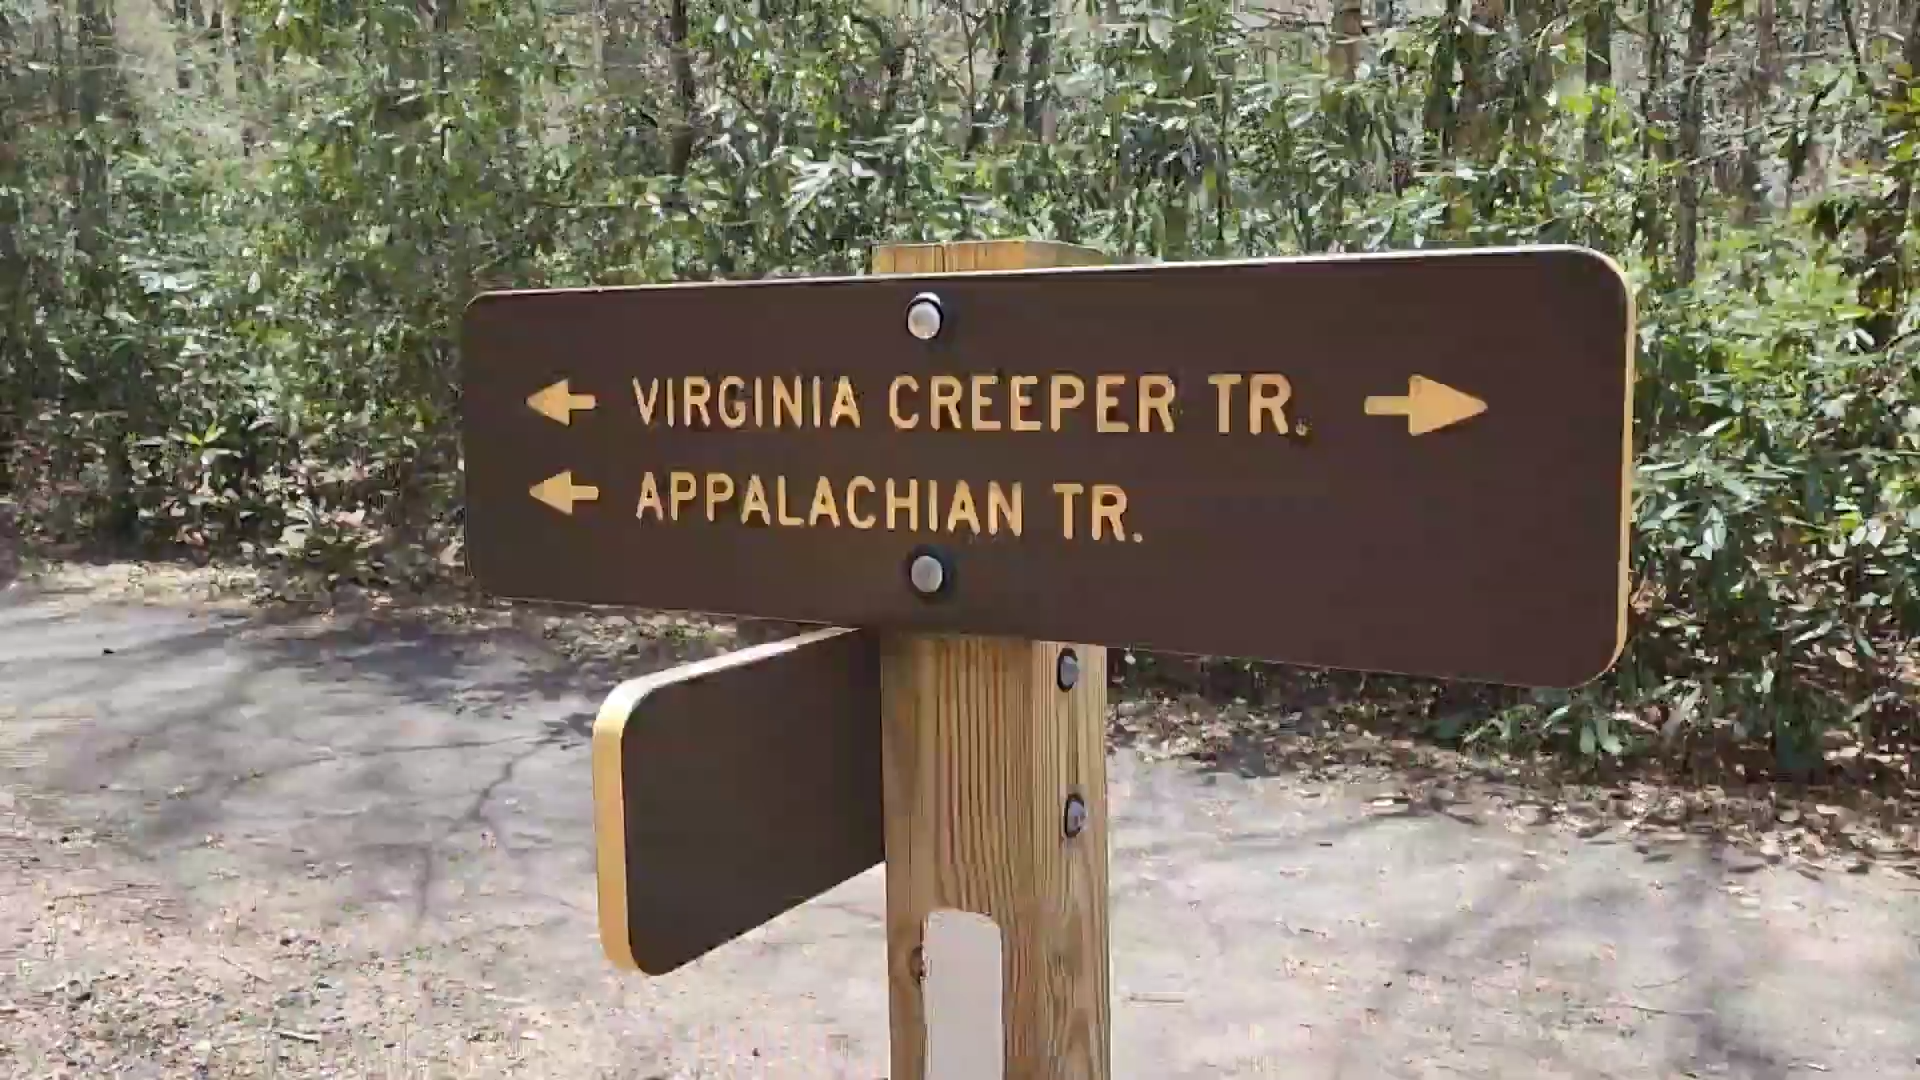 ← VIRGINIA CREEPER TR. →
← APPALACHIAN TR.